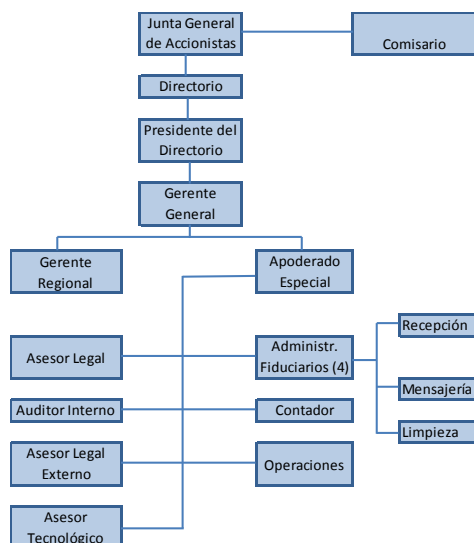 Junta General
de Accionistas
Comisario
Directorio
Presidente del
Directorio
Gerente
General
Gerente
Regional
Apoderado
Especial
Asesor Legal
Administr.
Fiduciarios (4)
Recepción
Mensajería
Limpieza
Auditor Interno
Contador
Asesor Legal
Externo
Operaciones
Asesor
Tecnológico